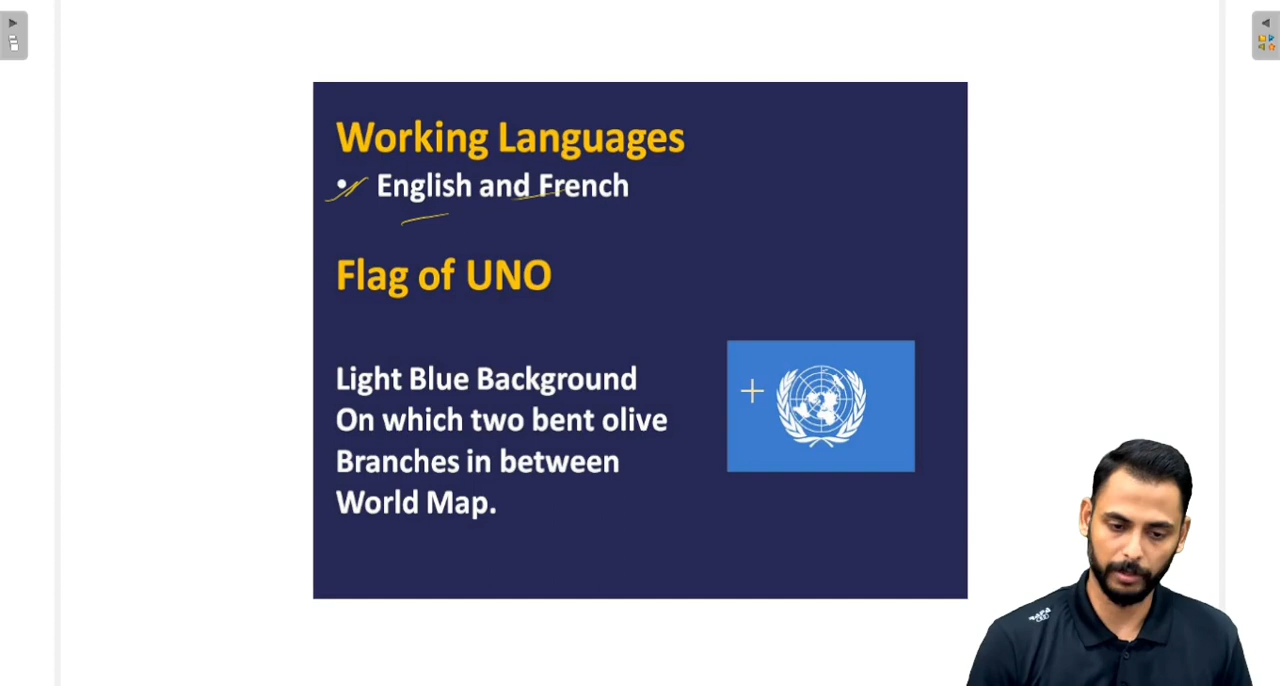 Working Languages
• English and French
Flag of UNO
Light Blue Background
On which two bent olive
Branches in between
World Map.